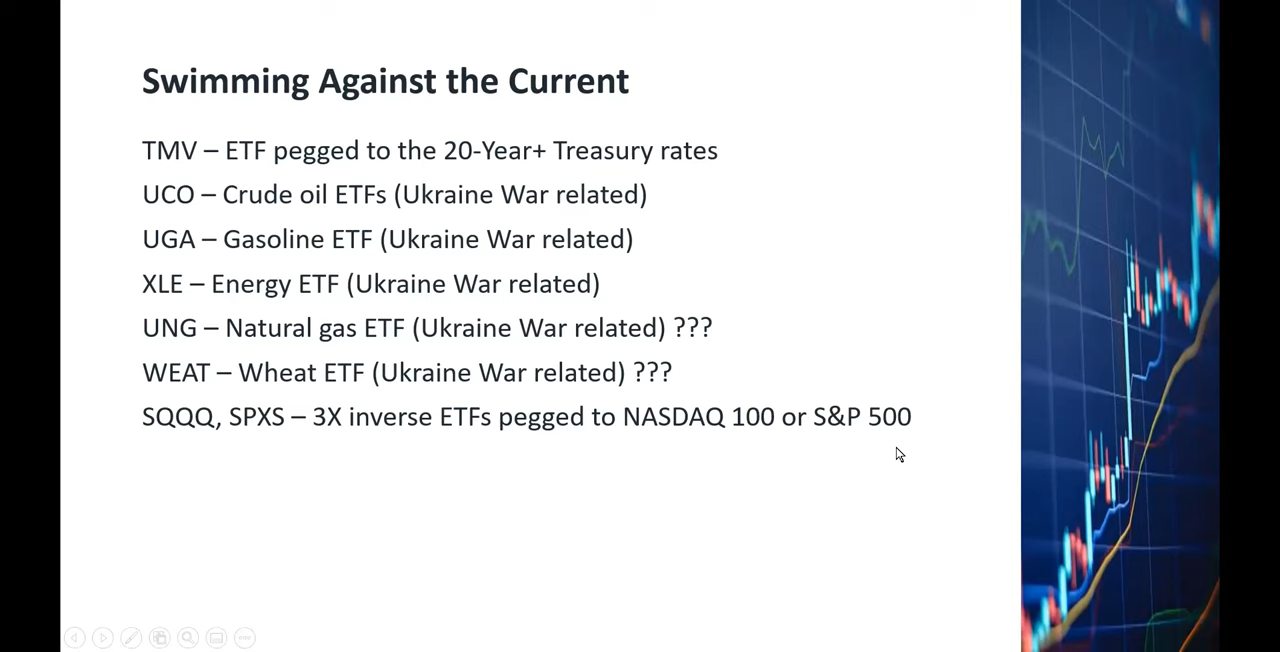 Swimming Against the Current
TMV – ETF pegged to the 20-Year+ Treasury rates
UCO – Crude oil ETFs (Ukraine War related)
UGA – Gasoline ETF (Ukraine War related)
XLE – Energy ETF (Ukraine War related)
UNG – Natural gas ETF (Ukraine War related) ???
WEAT – Wheat ETF (Ukraine War related) ???
SQQQ, SPXS – 3X inverse ETFs pegged to NASDAQ 100 or S&P 500